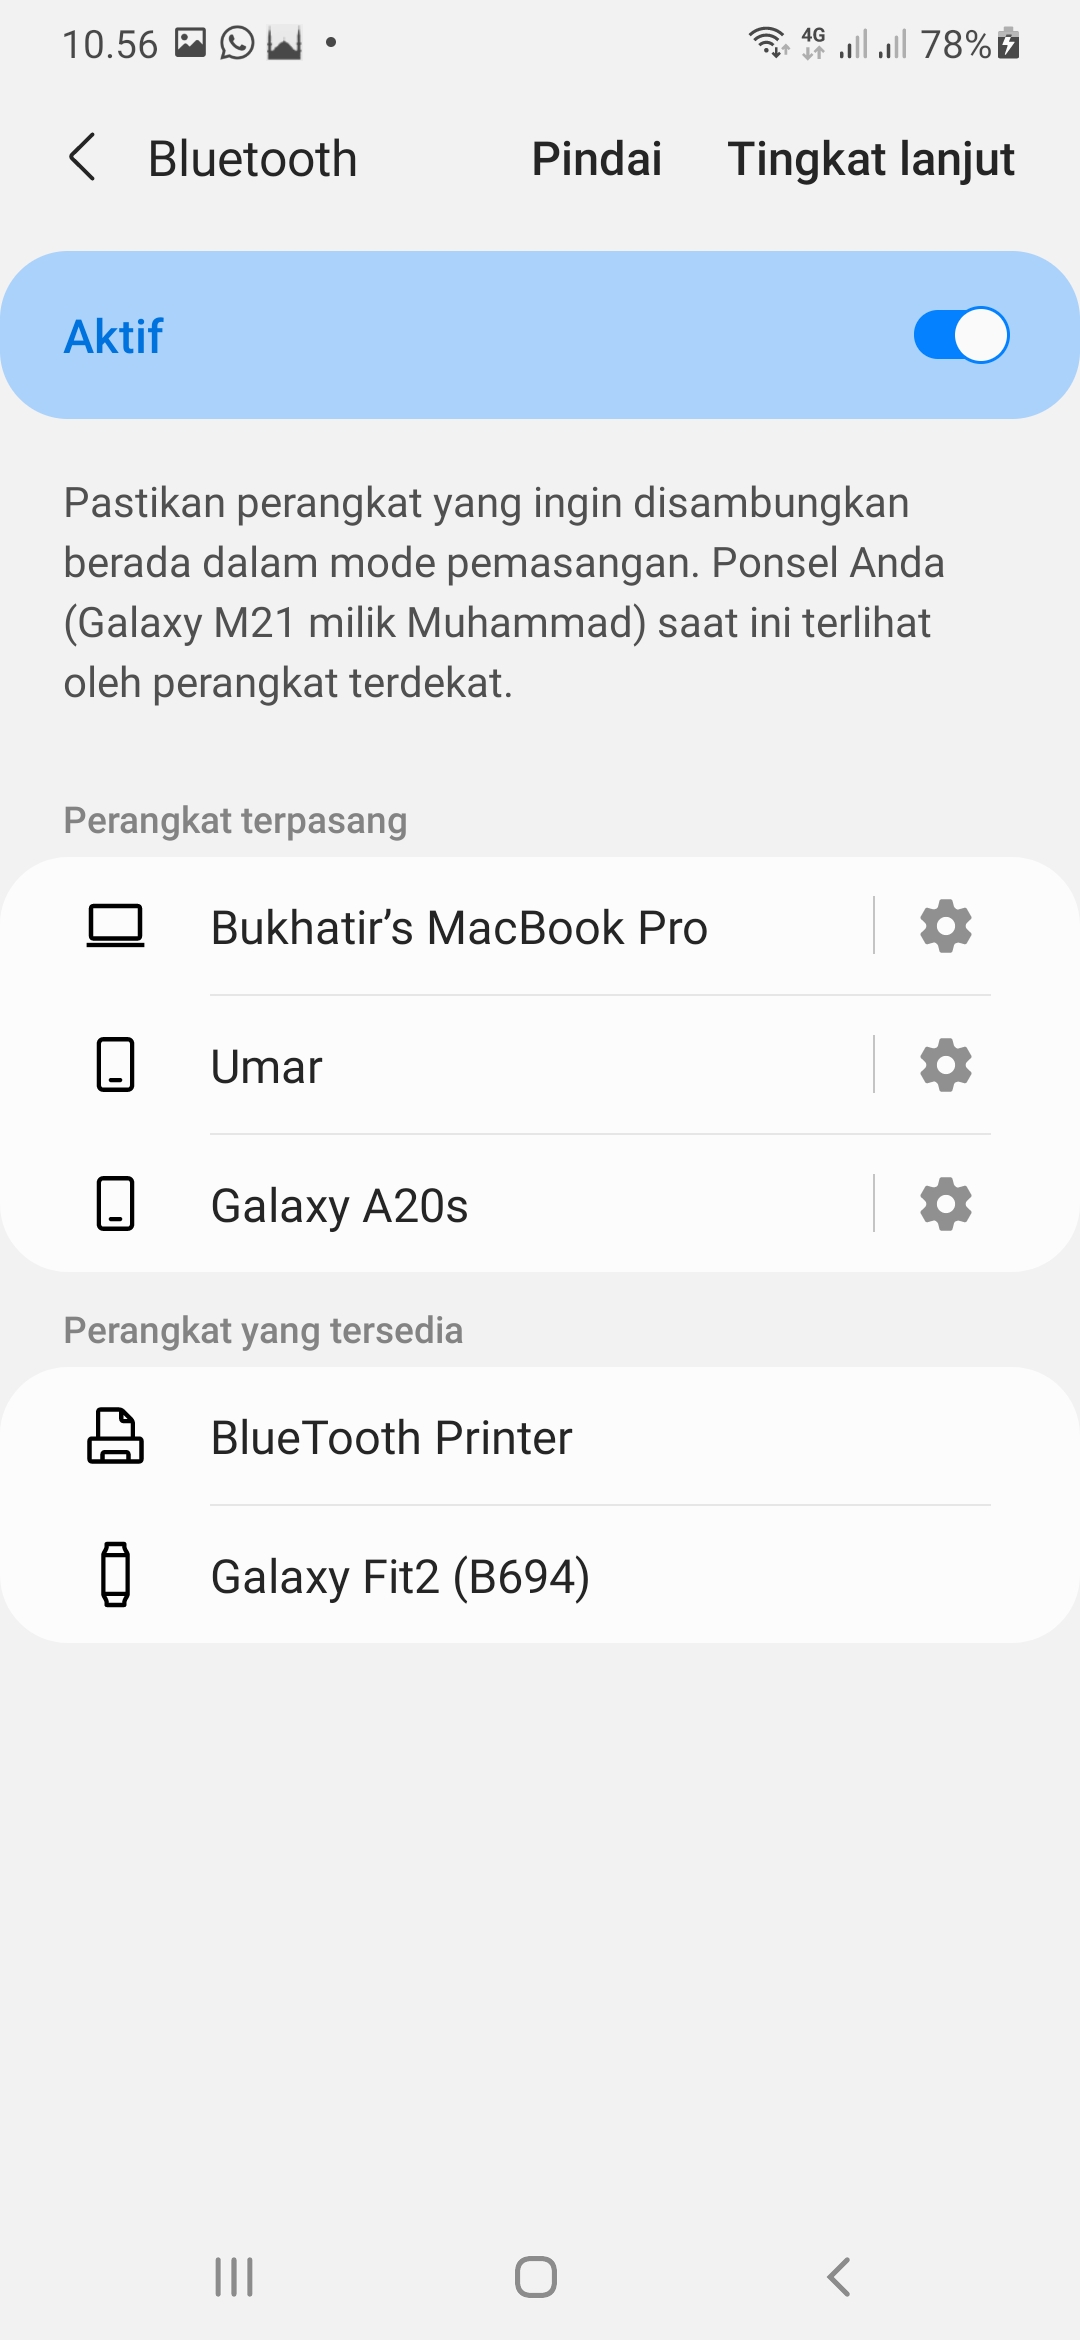 10.56
4G
78%
Bluetooth
Pindai
Tingkat lanjut
Aktif
Pastikan perangkat yang ingin disambungkan
berada dalam mode pemasangan. Ponsel Anda
(Galaxy M21 milik Muhammad) saat ini terlihat
oleh perangkat terdekat.
Perangkat terpasang
Bukhatir’s MacBook Pro
Umar
Galaxy A20s
Perangkat yang tersedia
BlueTooth Printer
Galaxy Fit2 (B694)